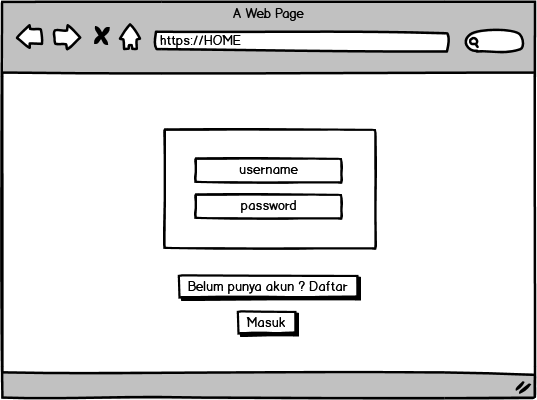 A Web Page
https://HOME
username
password
Belum punya akun ? Daftar
Masuk